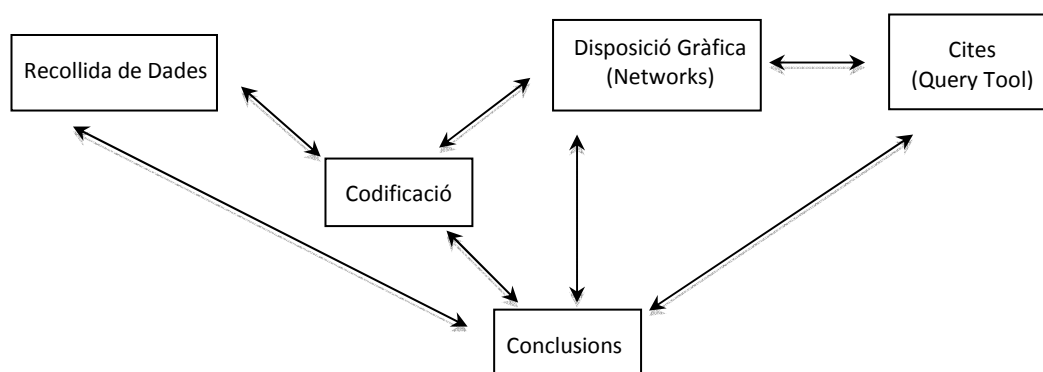 Recollida de Dades
Disposició Gràfica
(Networks)
Cites
(Query Tool)
Codificació
Conclusions